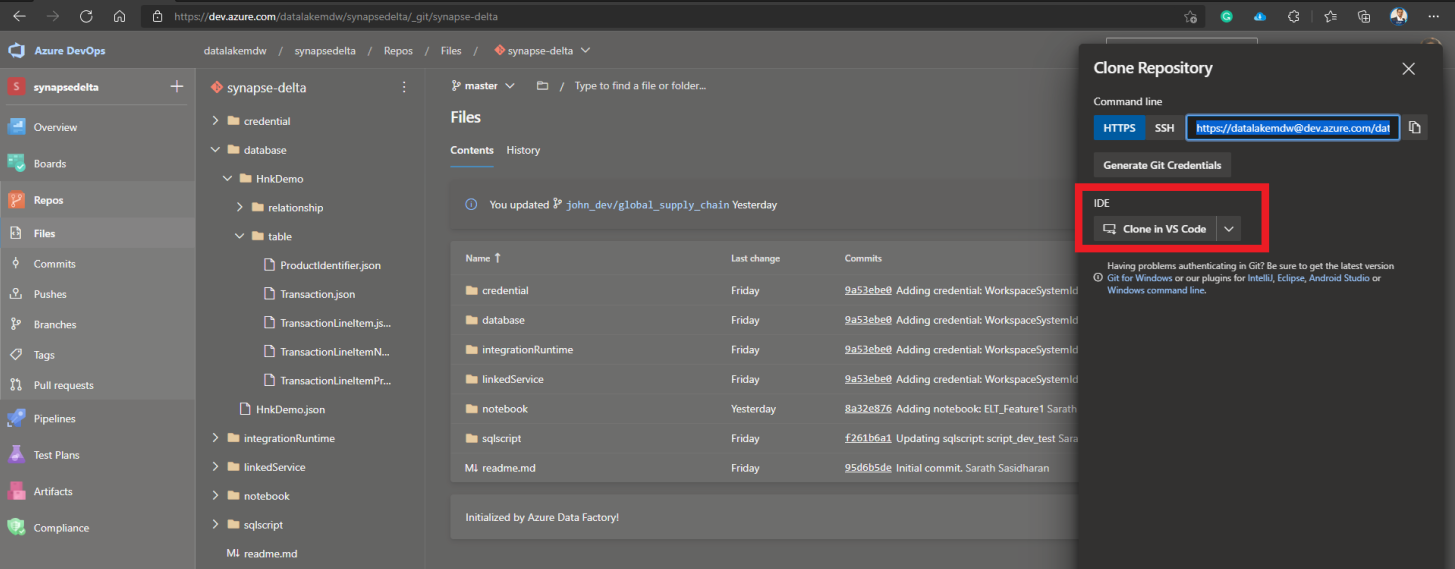 https://dev.azure.com/datalakemdw/synapsedelta/_git/synapse-delta
Azure DevOps
datalakemdw / synapsedelta / Repos / Files / synapse-delta
S synapsedelta
Overview
Boards
Repos
Files
Commits
Pushes
Branches
Tags
Pull requests
Pipelines
Test Plans
Artifacts
Compliance
synapse-delta
credential
database
HnkDemo
relationship
table
ProductIdentifier.json
Transaction.json
TransactionLineItem.js...
TransactionLineItemN...
TransactionLineItemPr...
HnkDemo.json
integrationRuntime
linkedService
notebook
sqlscript
M↓ readme.md
master / Type to find a file or folder...
Files
Contents History
You updated john_dev/global_supply_chain Yesterday
Name ↑ Last change Commits
credential Friday 9a53ebe0 Adding credential: WorkspaceSystemId
database Friday 9a53ebe0 Adding credential: WorkspaceSystemId
integrationRuntime Friday 9a53ebe0 Adding credential: WorkspaceSystemId
linkedService Friday 9a53ebe0 Adding credential: WorkspaceSystemId
notebook Yesterday 8a32e876 Adding notebook: ELT_Feature1 Sarath
sqlscript Friday f261b6a1 Updating sqlscript: script_dev_test Sara
M↓ readme.md Friday 95d6b5de Initial commit. Sarath Sasidharan
Initialized by Azure Data Factory!
Clone Repository
Command line
HTTPS SSH https://datalakemdw@dev.azure.com/dat
Generate Git Credentials
IDE
Clone in VS Code
Having problems authenticating in Git? Be sure to get the latest version
Git for Windows or our plugins for IntelliJ, Eclipse, Android Studio or
Windows command line.